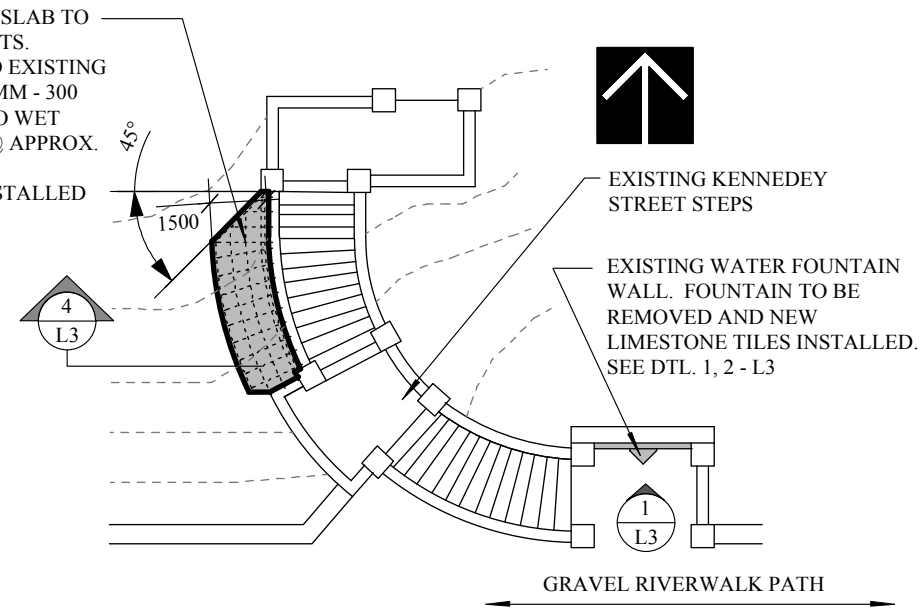 SLAB TO
TS.
EXISTING
MM - 300
WET
@ APPROX.
STALLED
45°
1500
4
L3
EXISTING KENNEDEY
STREET STEPS
EXISTING WATER FOUNTAIN
WALL. FOUNTAIN TO BE
REMOVED AND NEW
LIMESTONE TILES INSTALLED.
SEE DTL. 1, 2 - L3
1
L3
GRAVEL RIVERWALK PATH